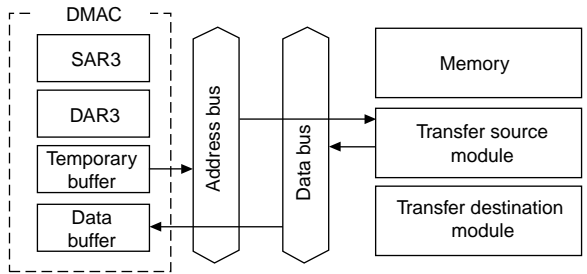 DMAC
SAR3
DAR3
Temporary
buffer
Data
buffer
Address bus
Data bus
Memory
Transfer source
module
Transfer destination
module